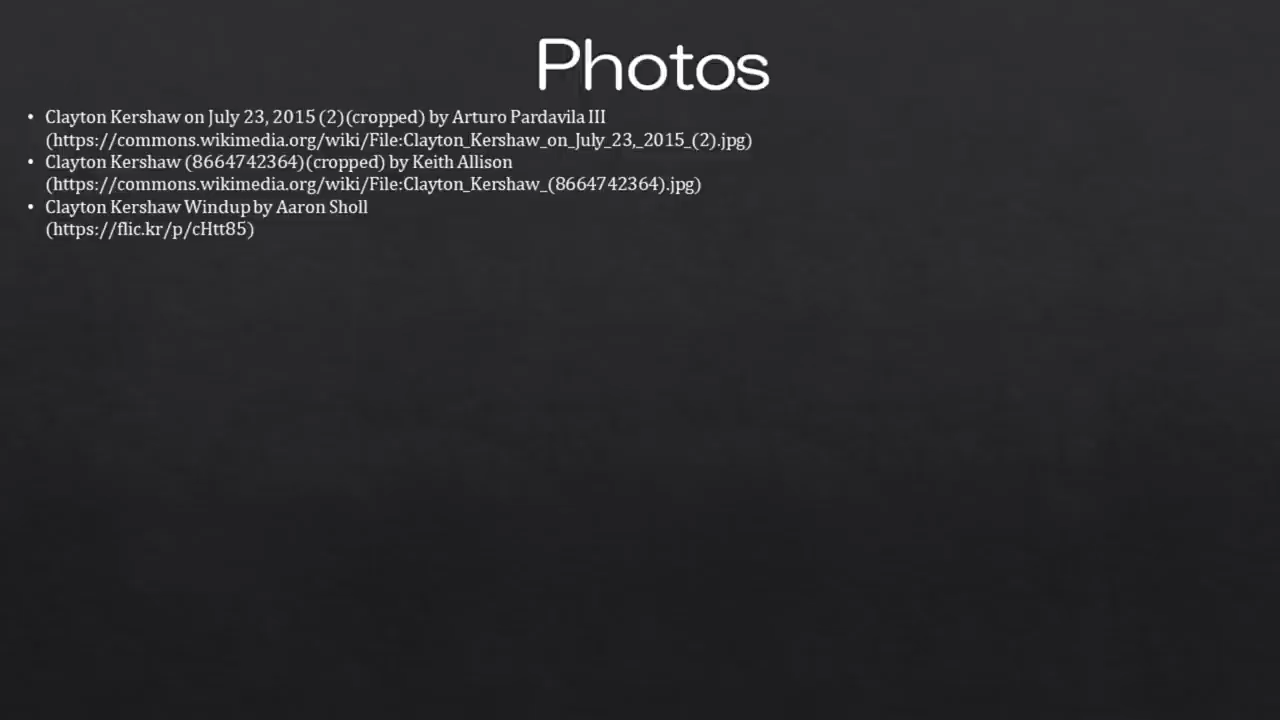 Photos
• Clayton Kershaw on July 23, 2015 (2)(cropped) by Arturo Pardavila III
(https://commons.wikimedia.org/wiki/File:Clayton_Kershaw_on_July_23,_2015_(2).jpg)
• Clayton Kershaw (8664742364)(cropped) by Keith Allison
(https://commons.wikimedia.org/wiki/File:Clayton_Kershaw_(8664742364).jpg)
• Clayton Kershaw Windup by Aaron Sholl
(https://flic.kr/p/cHtt85)